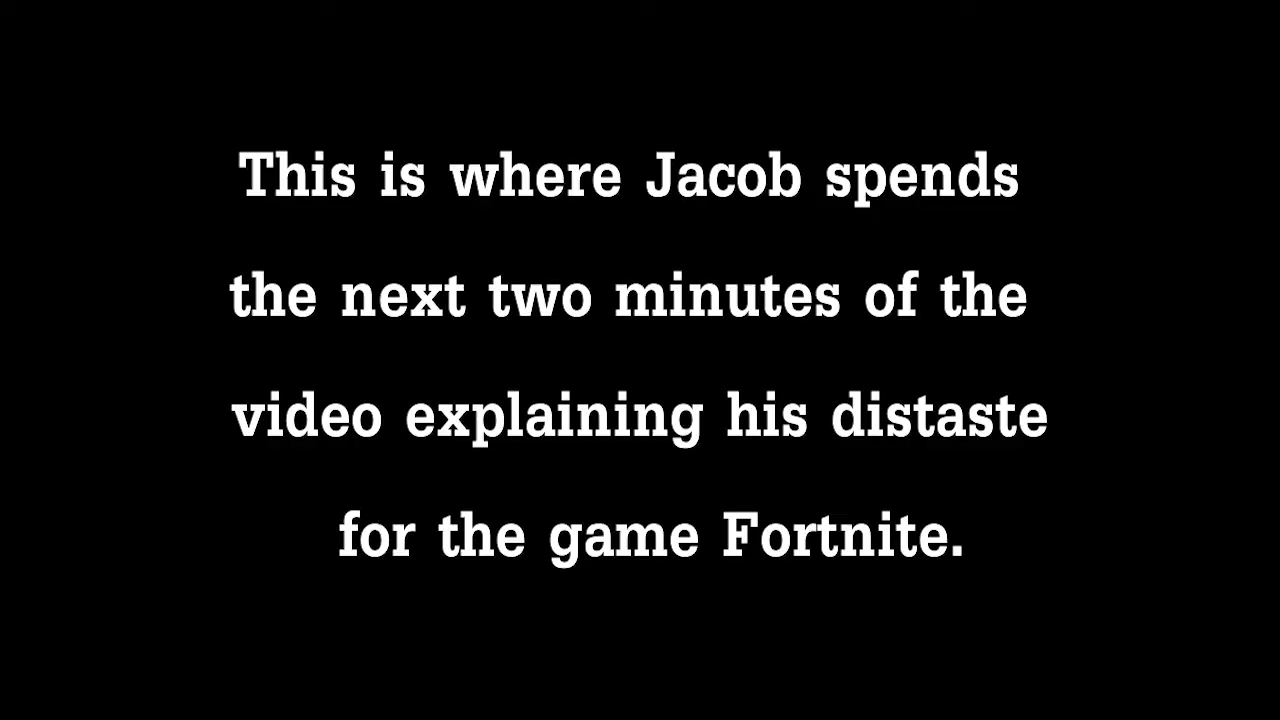 This is where Jacob spends
the next two minutes of the
video explaining his distaste
for the game Fortnite.